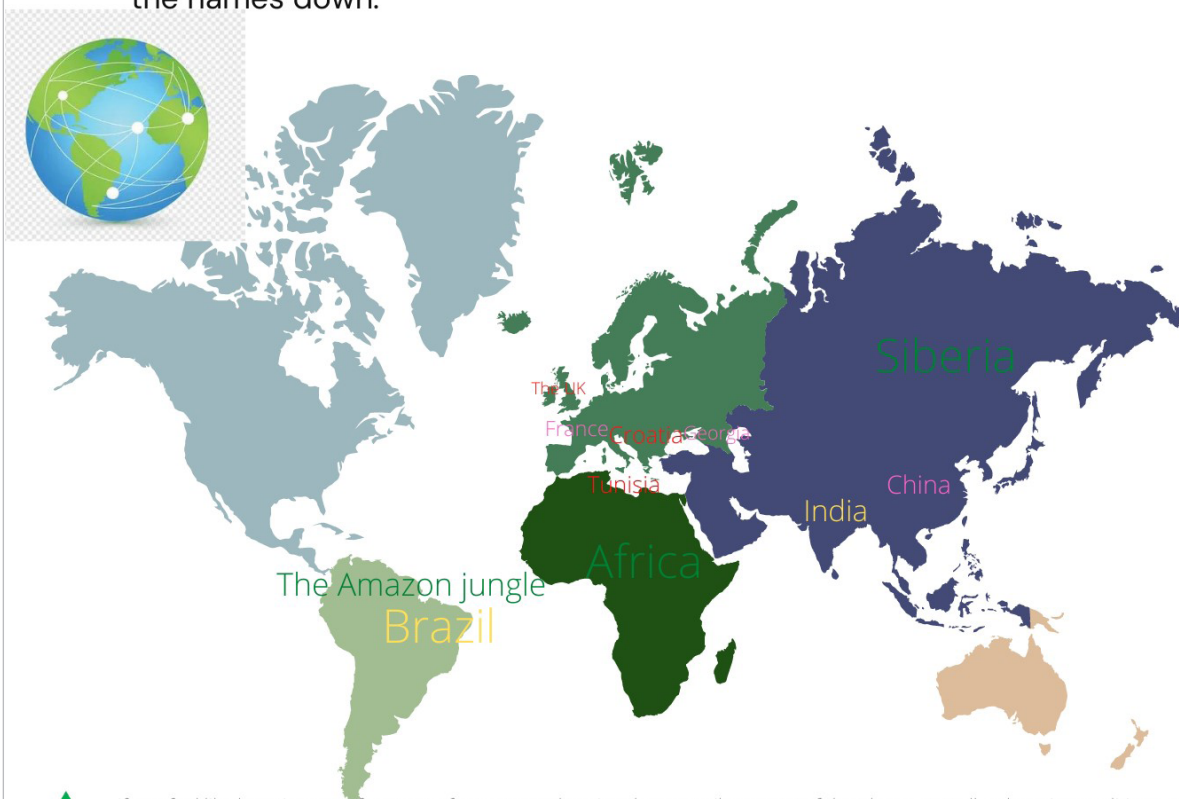 the names down.
Siberia
The UK
France
Croatia
Georgia
Tunisia
China
India
Africa
The Amazon jungle
Brazil